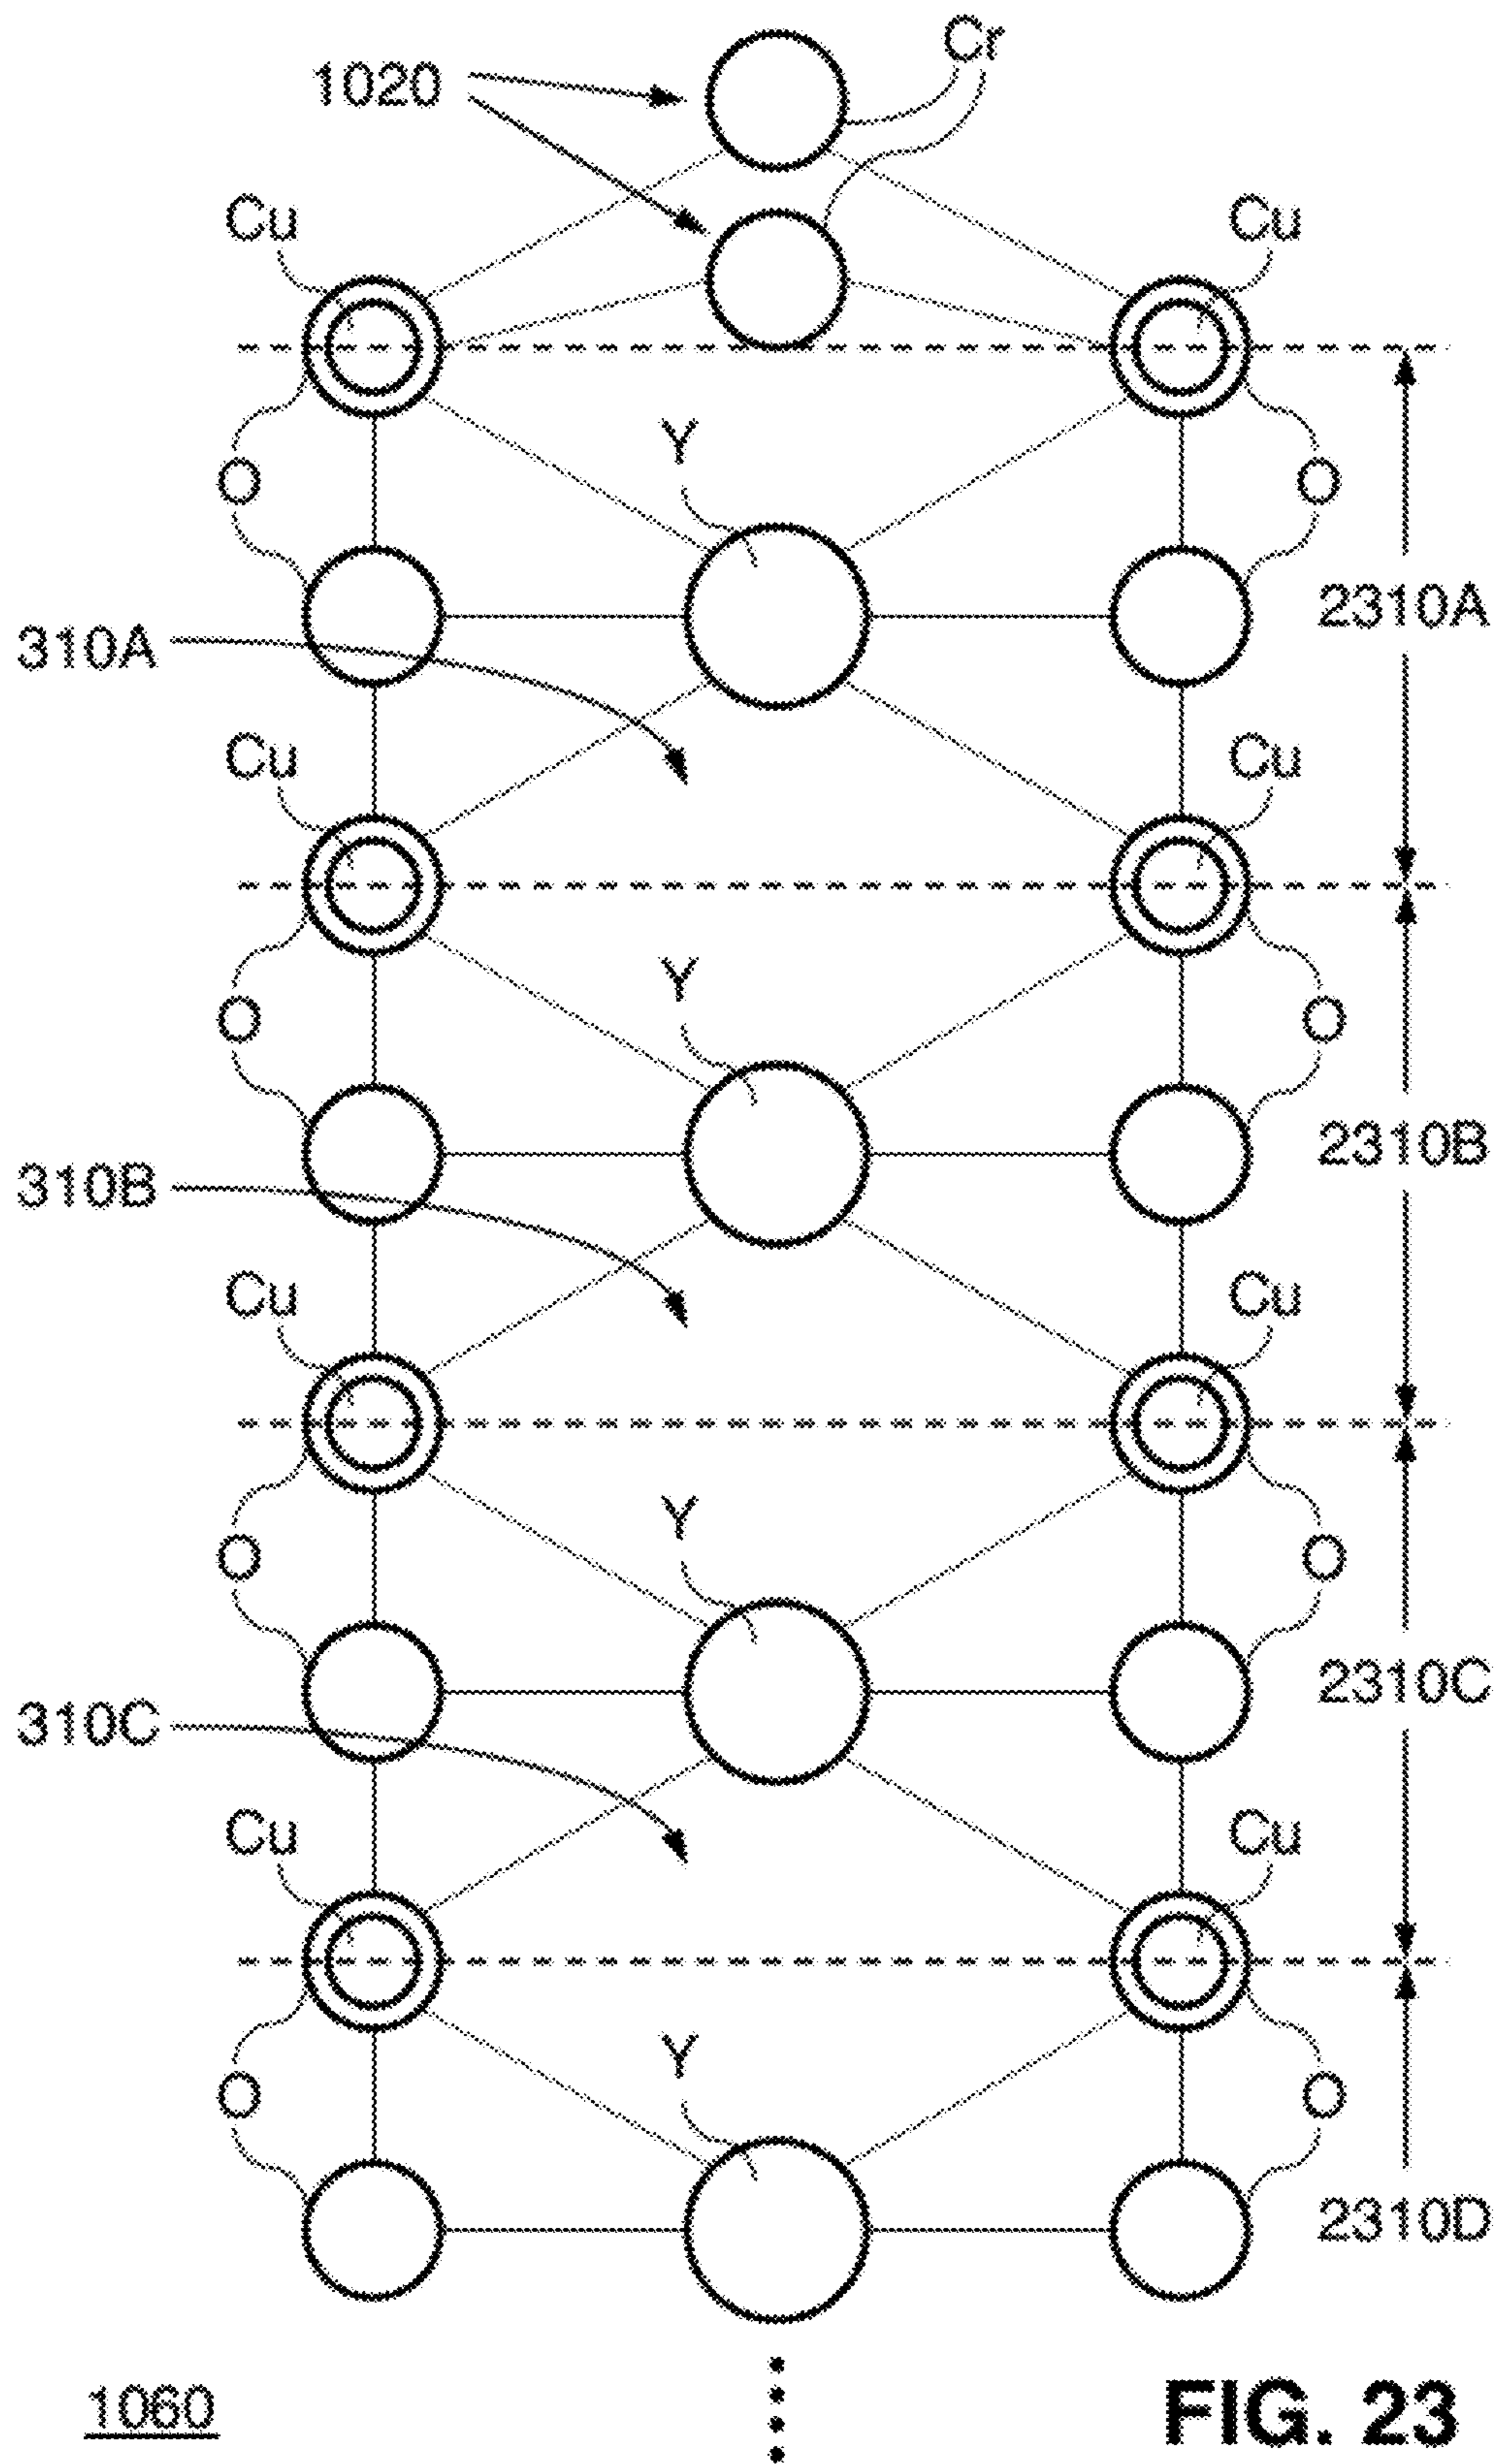 Cr
1020
Cu Cu
Y
O O
2310A
310A
Cu Cu
Y
O O
2310B
310B
Cu Cu
Y
O O
2310C
310C
Cu Cu
Y
O O
2310D
1060
FIG. 23